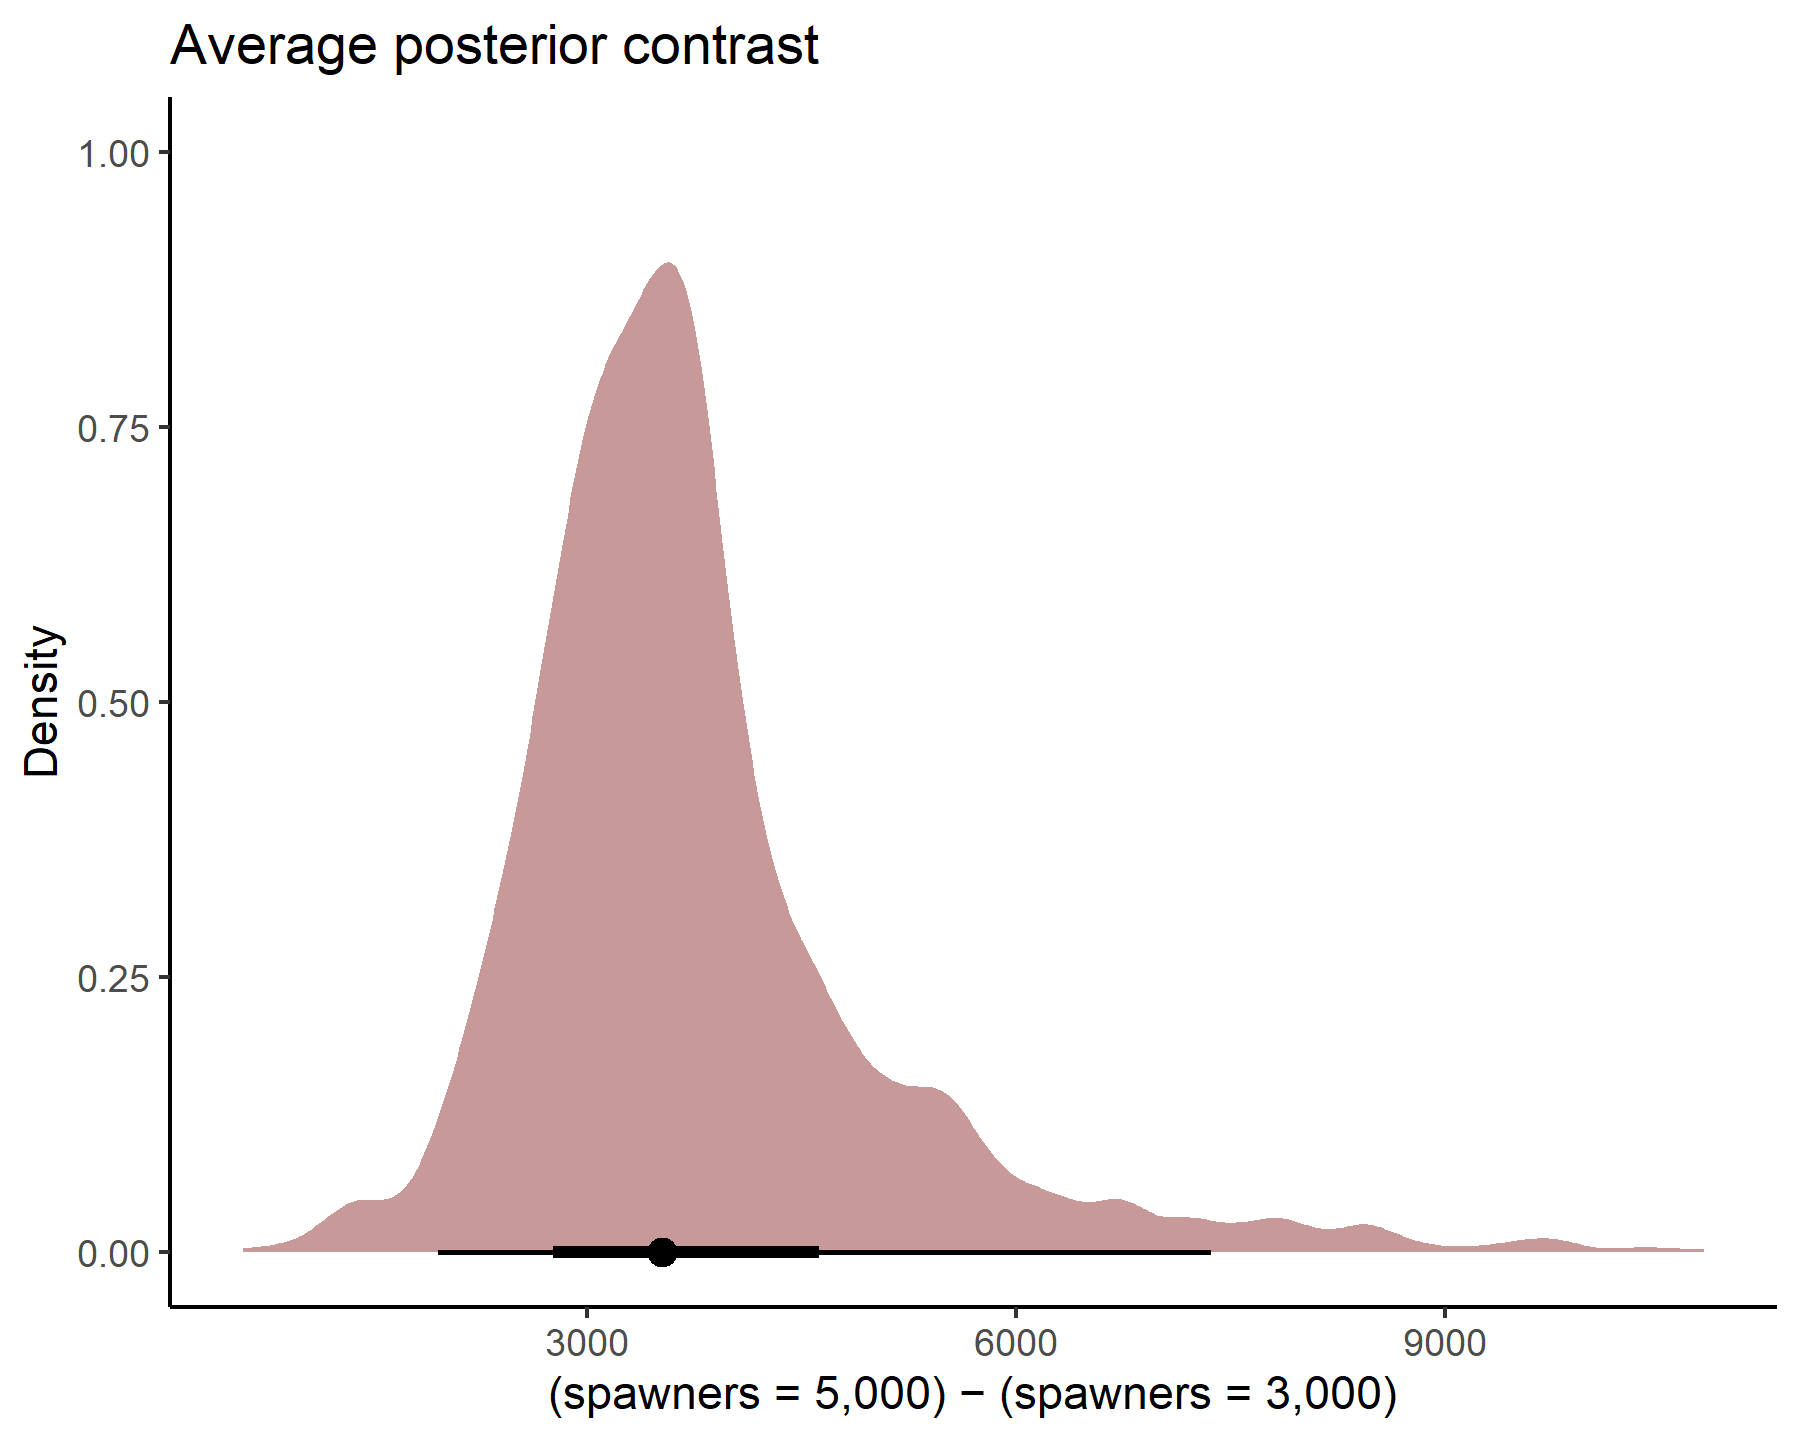 Average posterior contrast
1.00
0.75
0.50
0.25
0.00
Density
3000 6000 9000
(spawners = 5,000) − (spawners = 3,000)